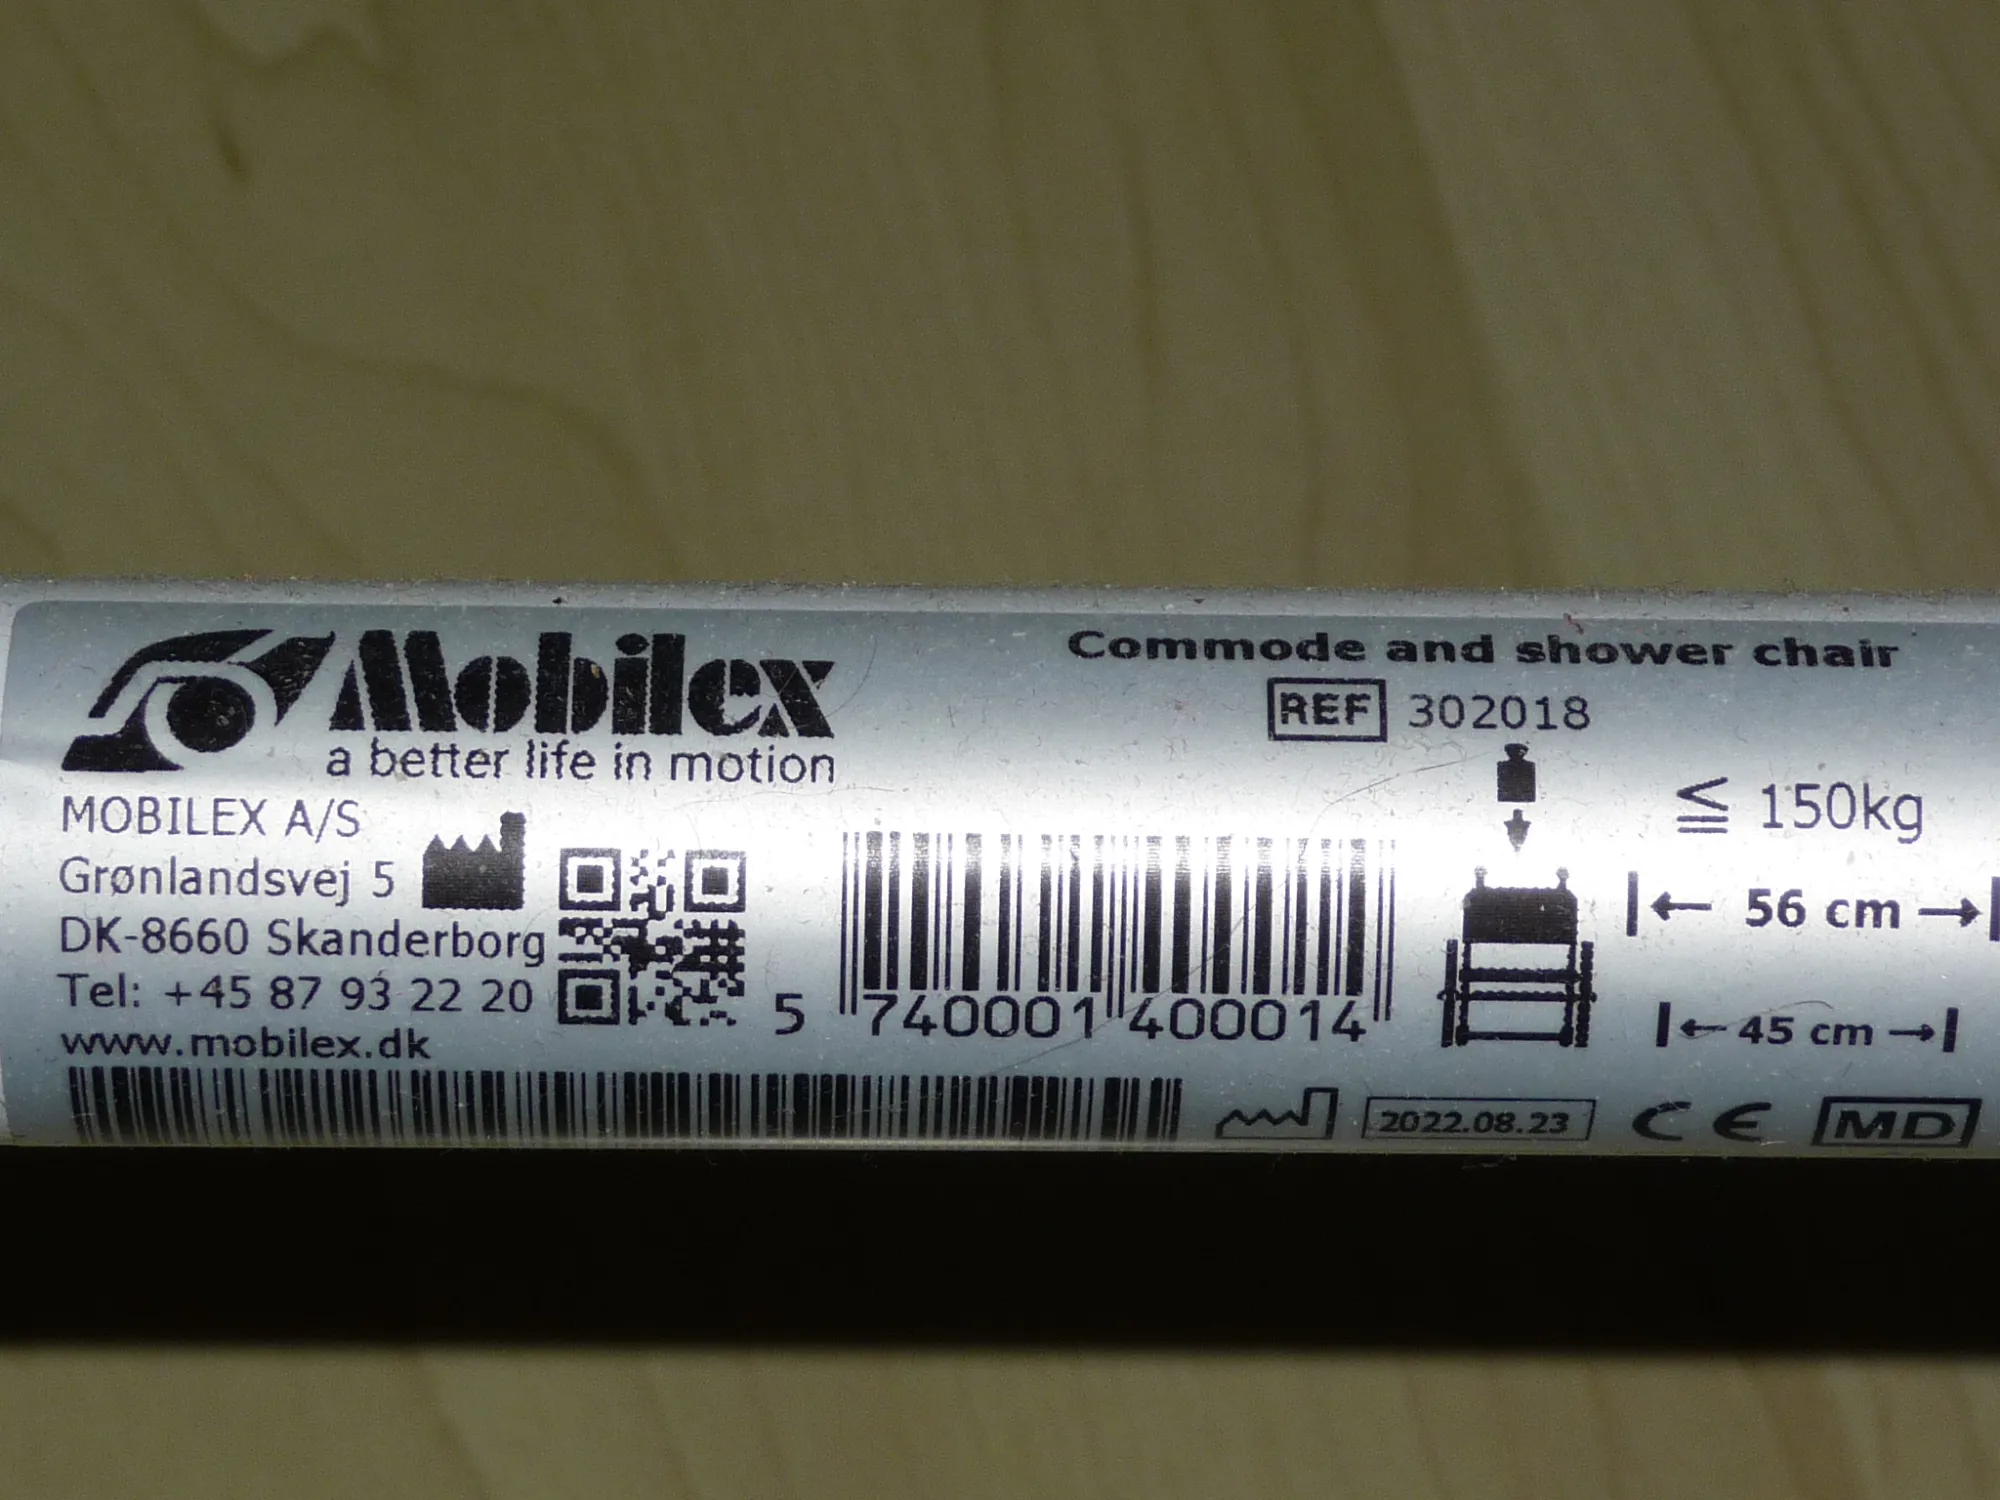 Mobilex
a better life in motion
MOBILEX A/S
Grønlandsvej 5
DK-8660 Skanderborg
Tel: +45 87 93 22 20
www.mobilex.dk
5 740001 400014
Commode and shower chair
REF 302018
≦ 150kg
56 cm
45 cm
2022.08.23
CE MD